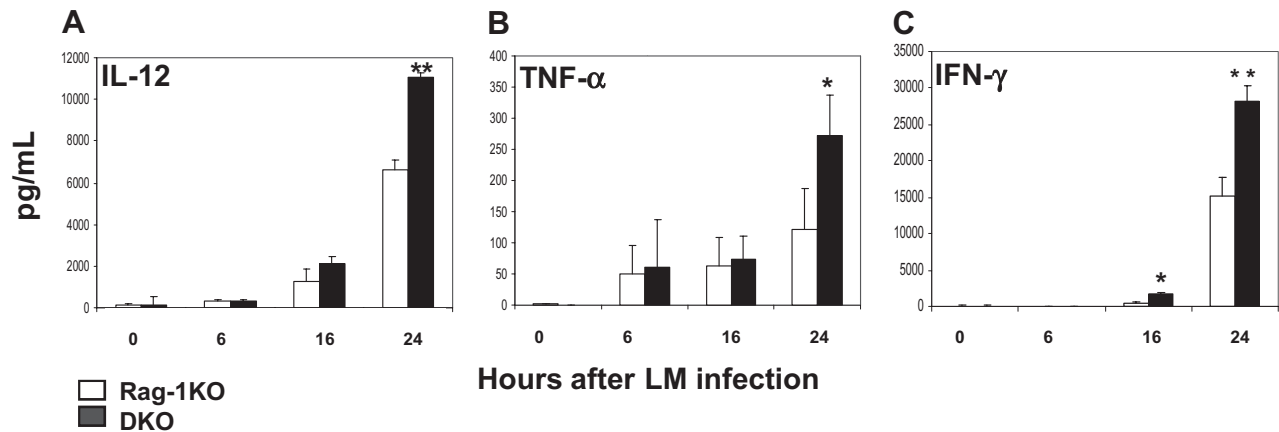 A
IL-12
**
12000
10000
8000
6000
4000
2000
0
0 6 16 24
pg/mL
B
TNF-α
*
400
350
300
250
200
150
100
50
0
0 6 16 24
C
IFN-γ
* *
*
35000
30000
25000
20000
15000
10000
5000
0
0 6 16 24
Hours after LM infection
Rag-1KO
DKO